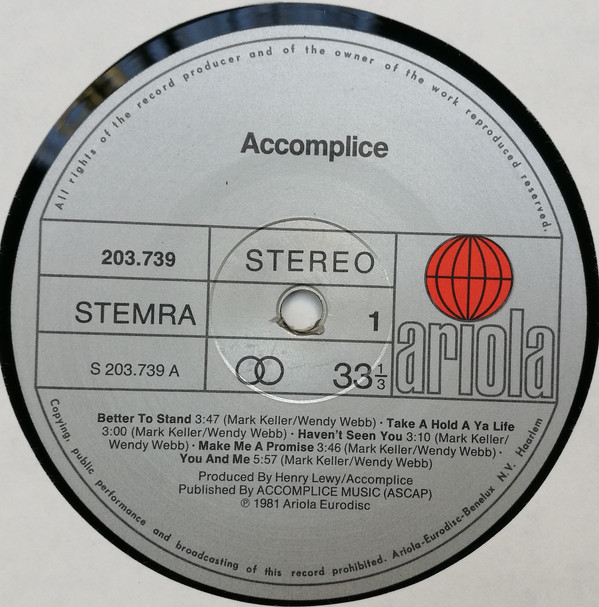 All rights of the record producer and of the owner of the work reproduced reserved.
Accomplice
203.739
STEREO
STEMRA
1
ariola
S 203.739 A
33 1/3
Better To Stand 3:47 (Mark Keller/Wendy Webb) · Take A Hold A Ya Life
3:00 (Mark Keller/Wendy Webb) · Haven't Seen You 3:10 (Mark Keller/
Wendy Webb) · Make Me A Promise 3:46 (Mark Keller/Wendy Webb) ·
You And Me 5:57 (Mark Keller/Wendy Webb)
Produced By Henry Lewy/Accomplice
Published By ACCOMPLICE MUSIC (ASCAP)
℗ 1981 Ariola Eurodisc
Copying, public performance and broadcasting of this record prohibited. Ariola-Eurodisc-Benelux N.V. Haarlem